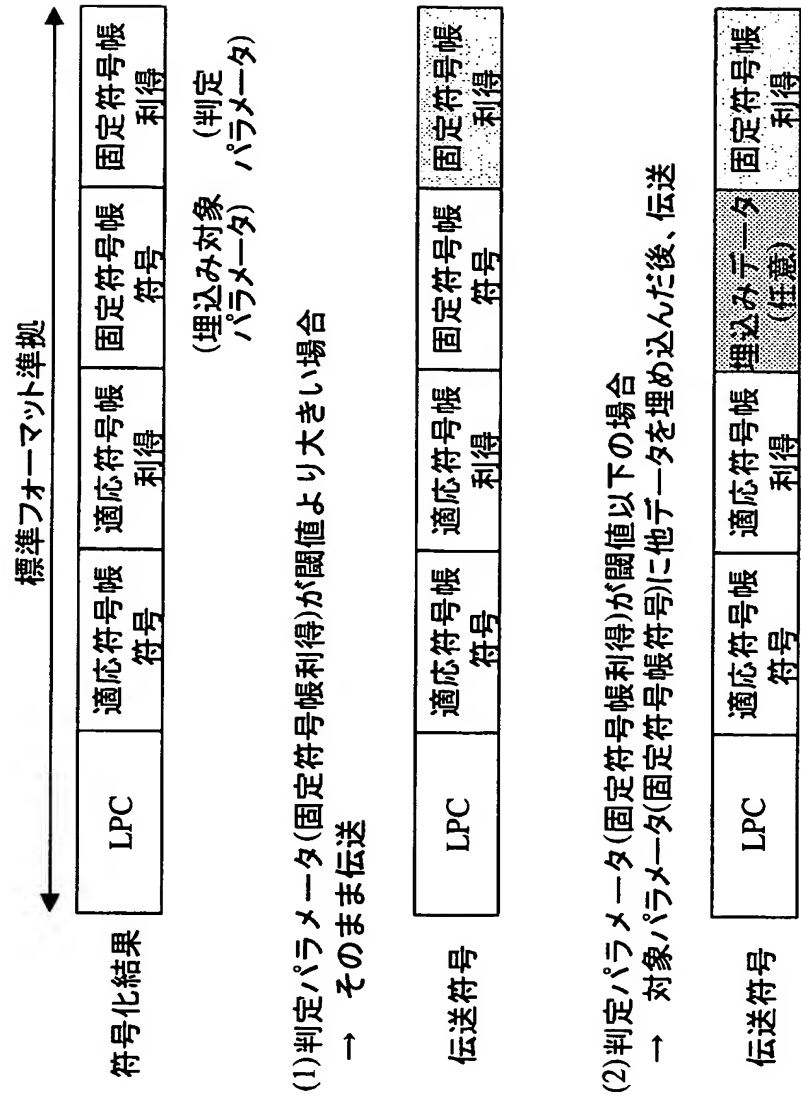 標準フォーマット準拠
符号化結果
LPC
適応符号帳
符号
適応符号帳
利得
固定符号帳
符号
固定符号帳
利得
(埋込み対象
パラメータ)
(判定
パラメータ)
(1)判定パラメータ(固定符号帳利得)が閾値より大きい場合
→ そのまま伝送
伝送符号
LPC
適応符号帳
符号
適応符号帳
利得
固定符号帳
符号
固定符号帳
利得
(2)判定パラメータ(固定符号帳利得)が閾値以下の場合
→ 対象パラメータ(固定符号帳符号)に他データを埋め込んだ後、伝送
伝送符号
LPC
適応符号帳
符号
適応符号帳
利得
埋込みデータ
(任意)
固定符号帳
利得